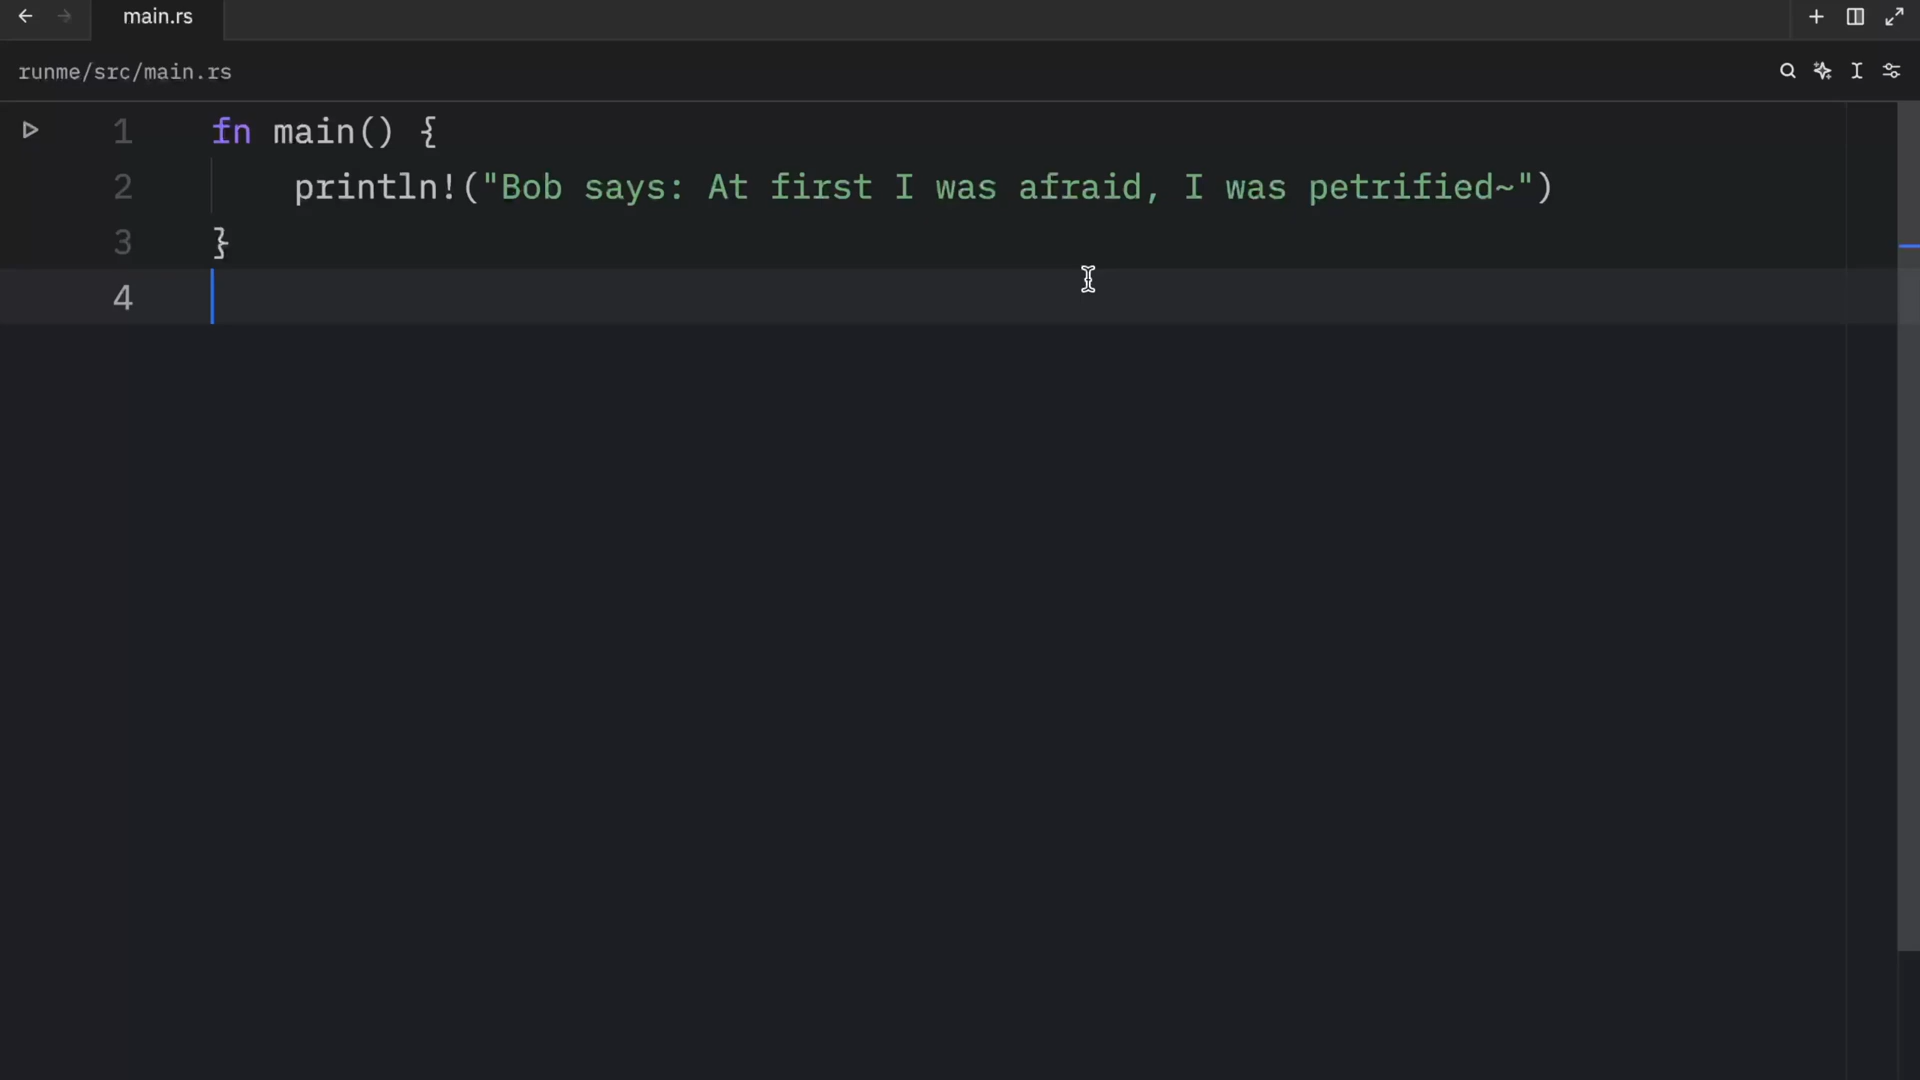 main.rs
runme/src/main.rs
1 fn main() {
2 println!("Bob says: At first I was afraid, I was petrified~")
3 }
4